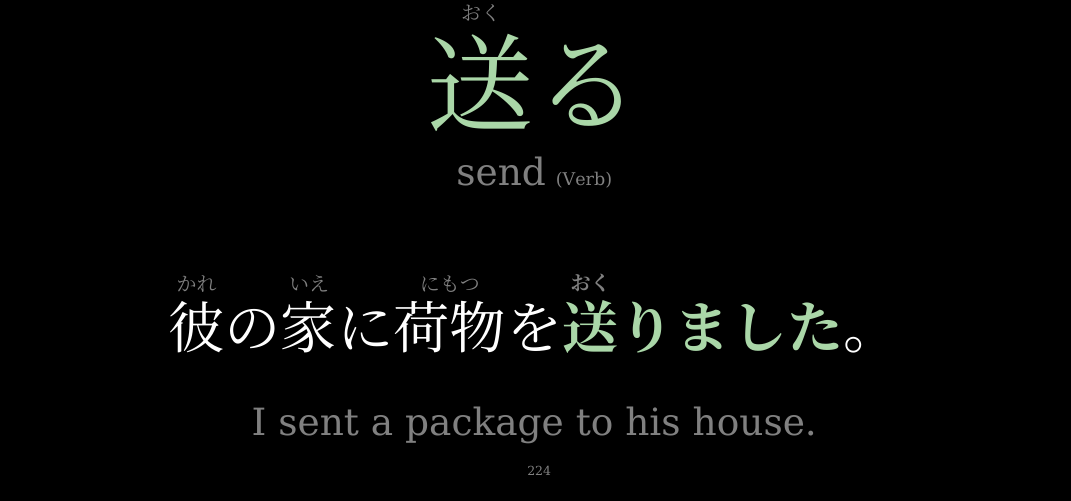 おく
送る
send (Verb)
かれ いえ にもつ おく
彼の家に荷物を送りました。
I sent a package to his house.
224